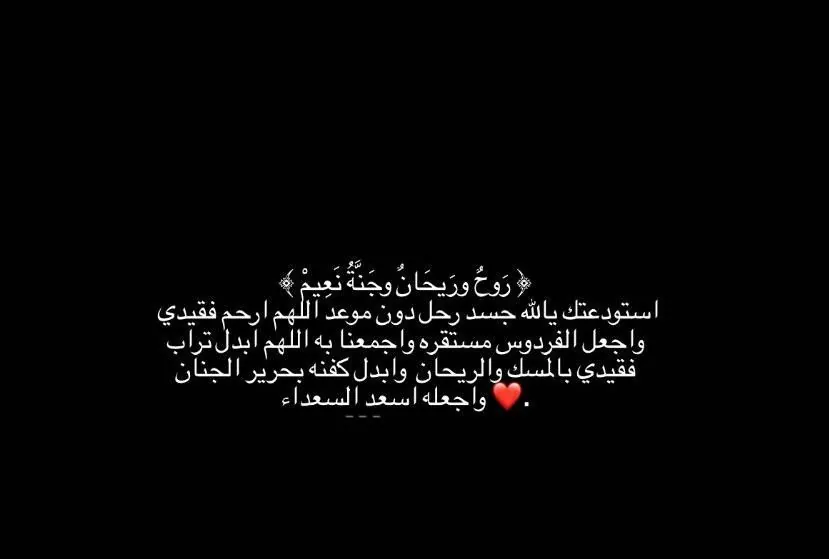 ﴿ رَوحٌ ورَيحَانٌ وجَنَّةُ نَعِيمْ ﴾
استودعتك يالله جسد رحل دون موعد اللهم ارحم فقيدي
واجعل الفردوس مستقره واجمعنا به اللهم ابدل تراب
فقيدي بالمسك والريحان وابدل كفنه بحرير الجنان
واجعله اسعد السعداء ❤️.